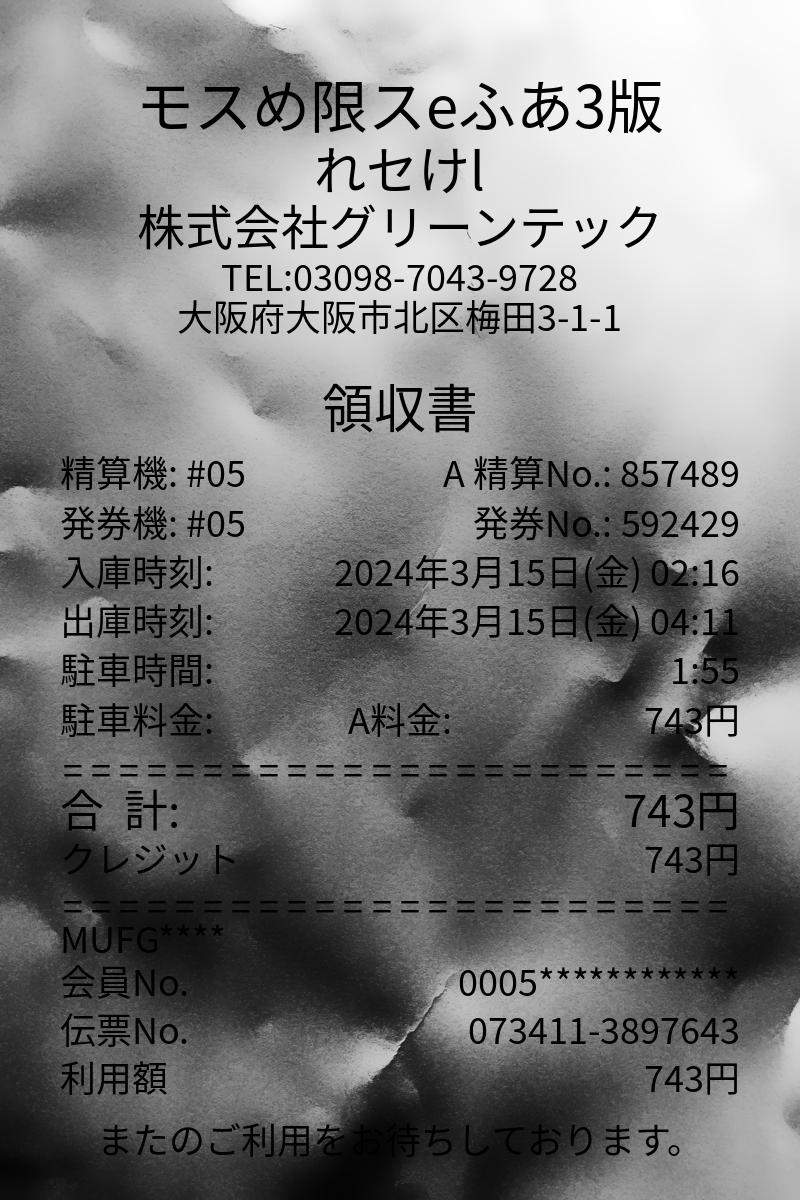 モスめ限スeふあ3版
れセけl
株式会社グリーンテック
TEL:03098-7043-9728
大阪府大阪市北区梅田3-1-1
領収書
精算機: #05 A 精算No.: 857489
発券機: #05 発券No.: 592429
入庫時刻: 2024年3月15日(金) 02:16
出庫時刻: 2024年3月15日(金) 04:11
駐車時間: 1:55
駐車料金: A料金: 743円
========================
合 計: 743円
クレジット 743円
========================
MUFG****
会員No. 0005************
伝票No. 073411-3897643
利用額 743円
またのご利用をお待ちしております。